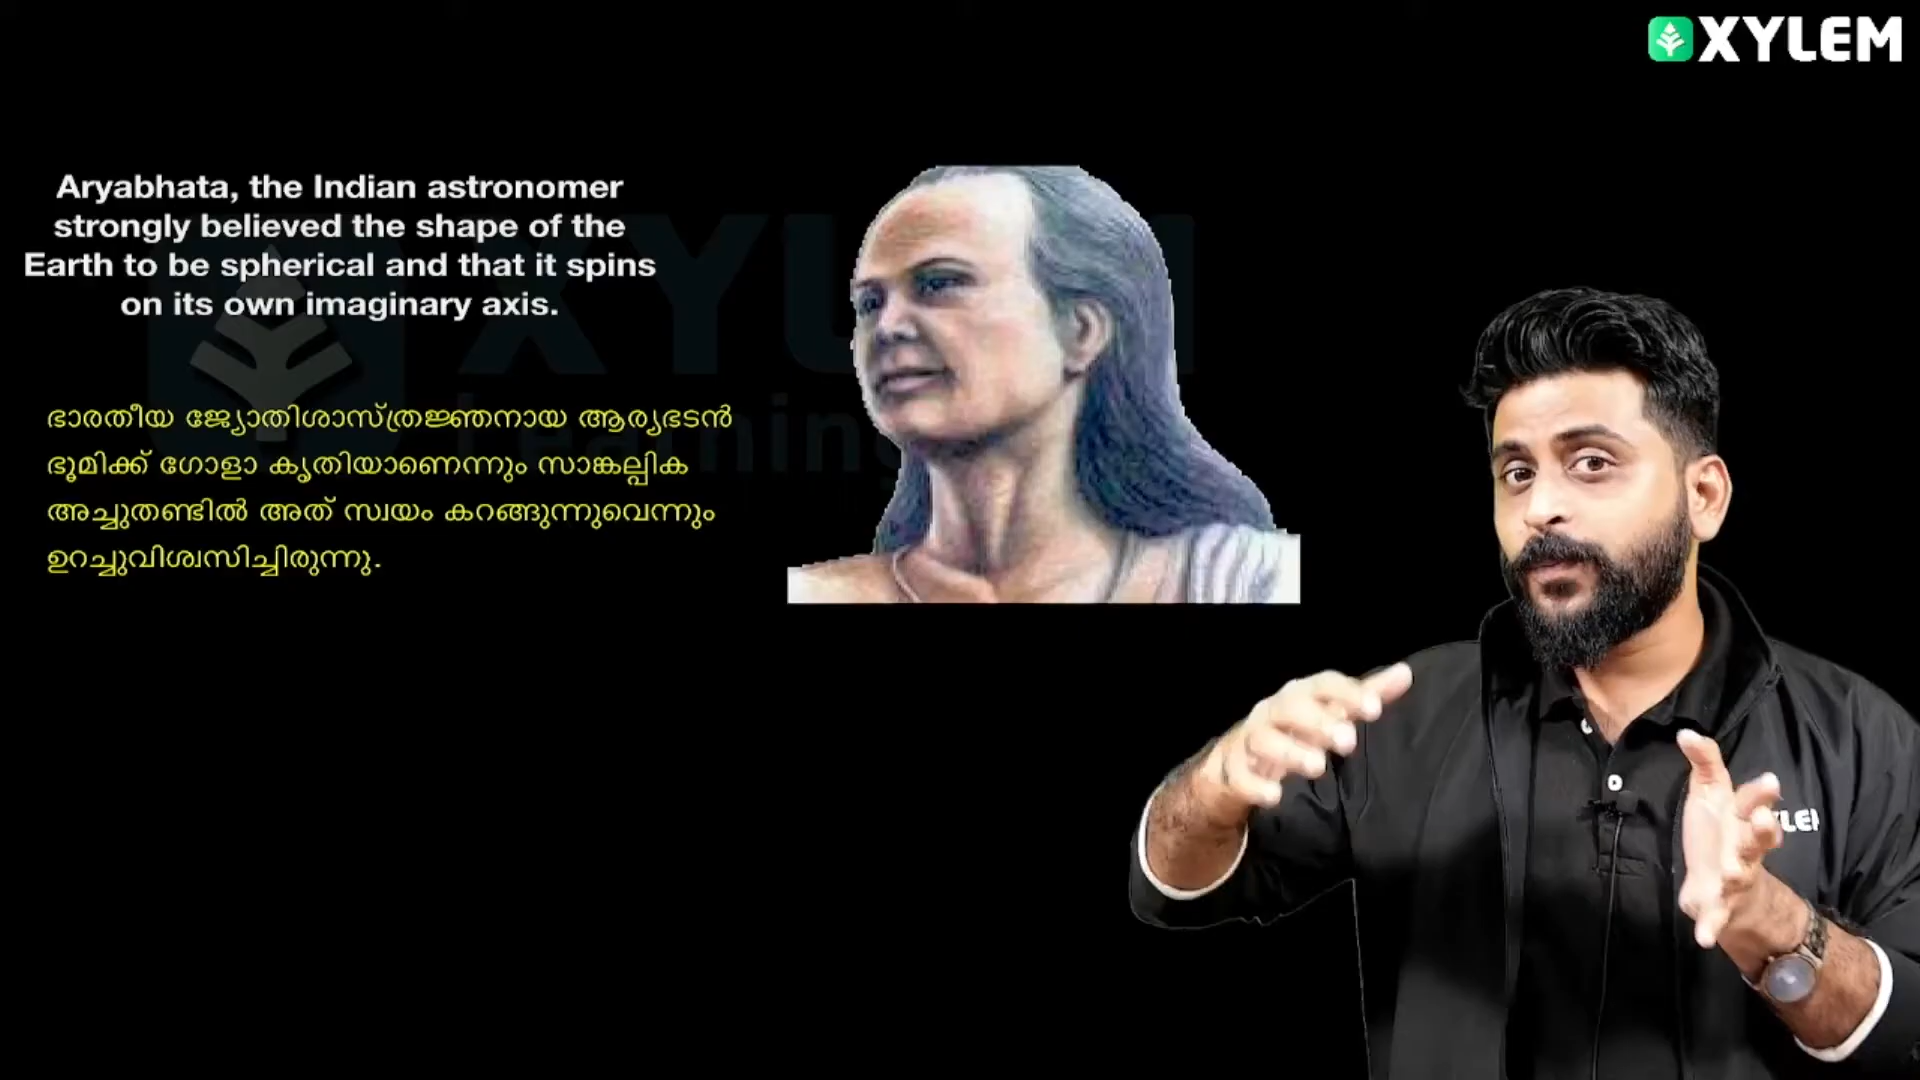 XYLEM
Aryabhata, the Indian astronomer
strongly believed the shape of the
Earth to be spherical and that it spins
on its own imaginary axis.
ഭാരതീയ ജ്യോതിശാസ്ത്രജ്ഞനായ ആര്യഭടൻ
ഭൂമിക്ക് ഗോളാ കൃതിയാണെന്നും സാങ്കല്പിക
അച്ചുതണ്ടിൽ അത് സ്വയം കറങ്ങുന്നുവെന്നും
ഉറച്ചുവിശ്വസിച്ചിരുന്നു.